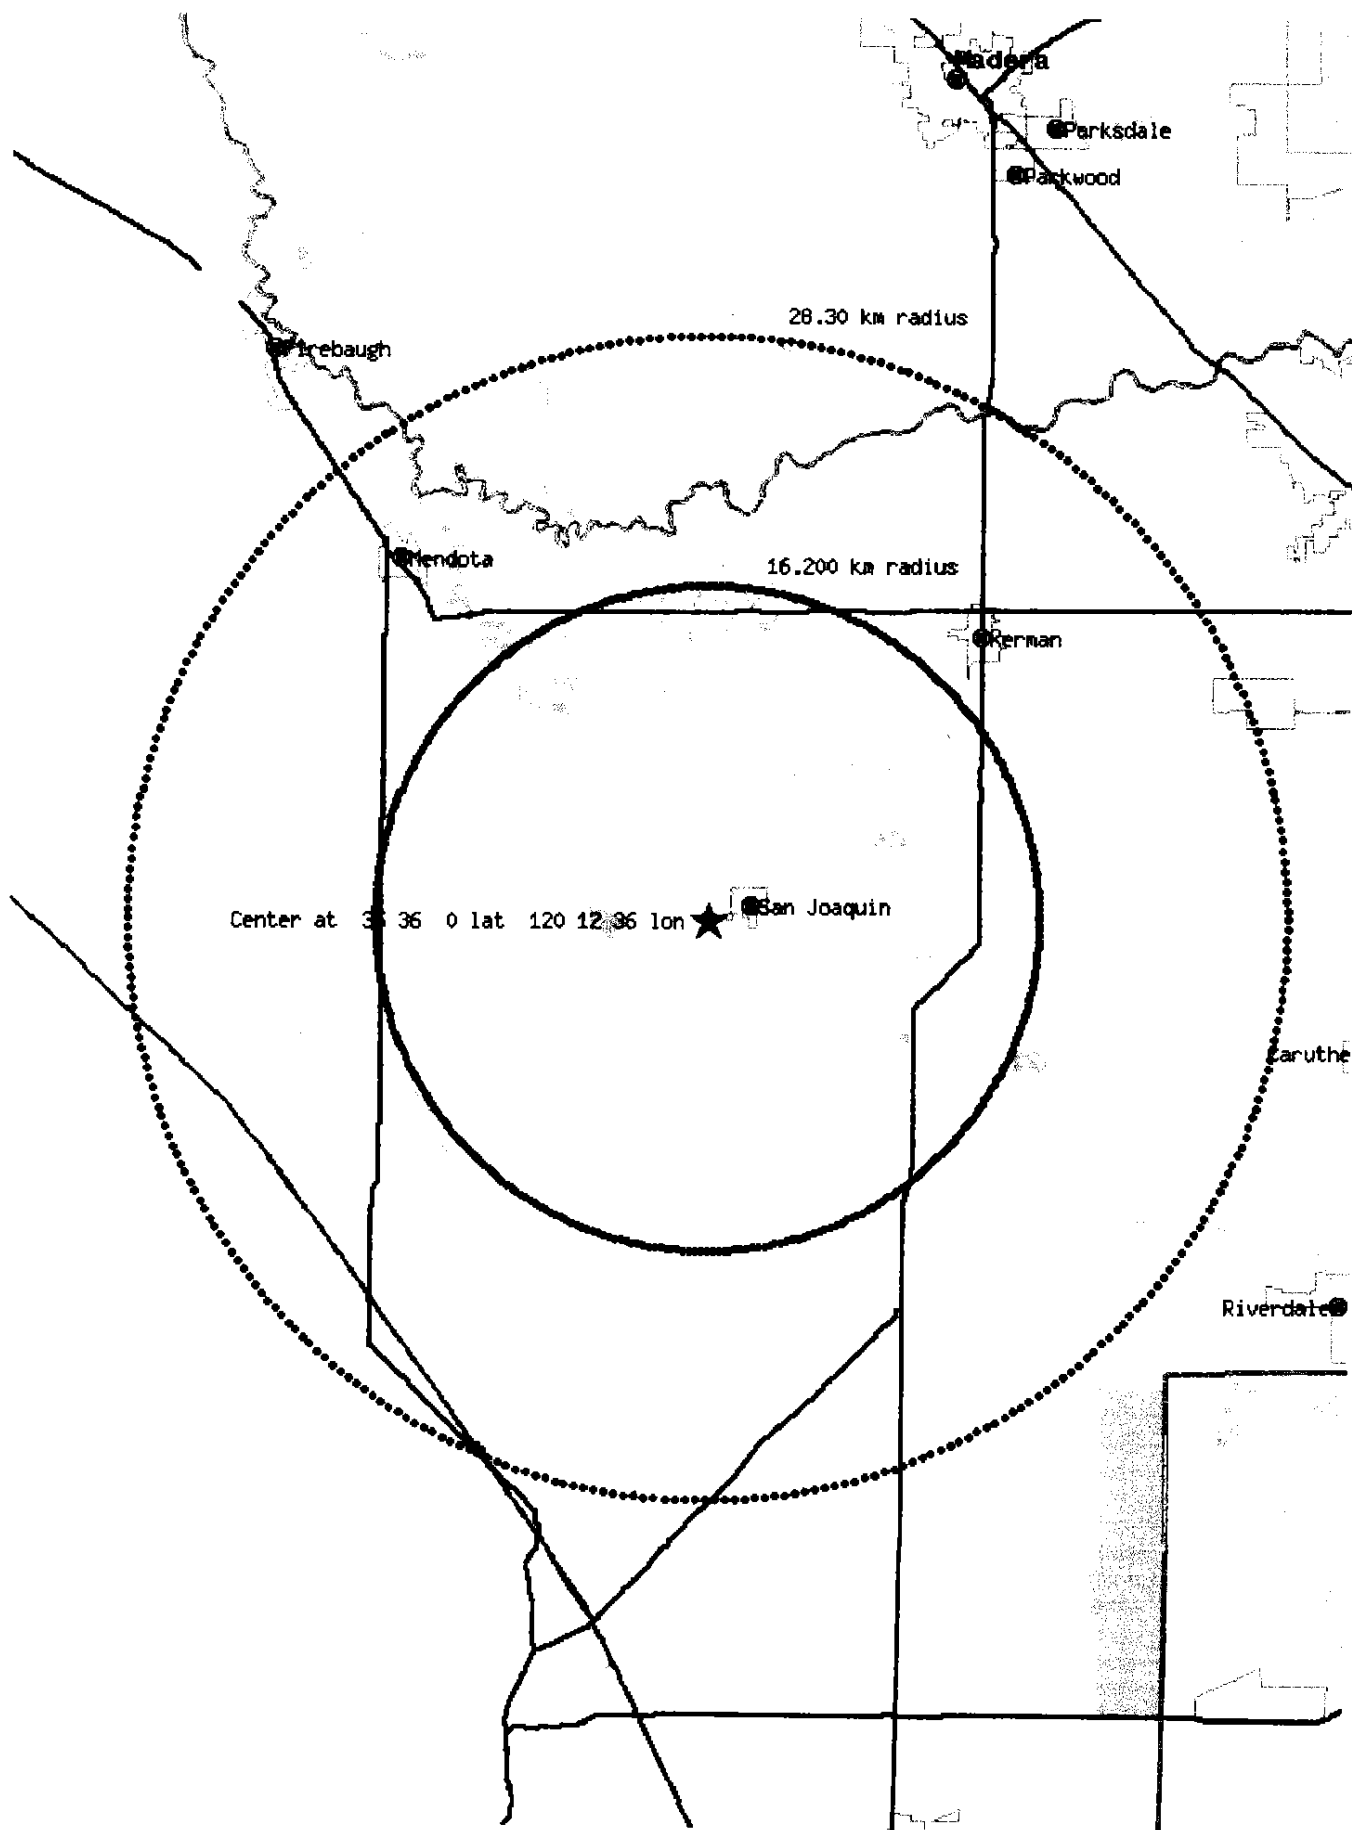 Madera
Parksdale
Parkwood
28.30 km radius
Firebaugh
Mendota
16.200 km radius
Kerman
San Joaquin
Center at 36 36 0 lat 120 12 36 lon
Caruthe
Riverdale